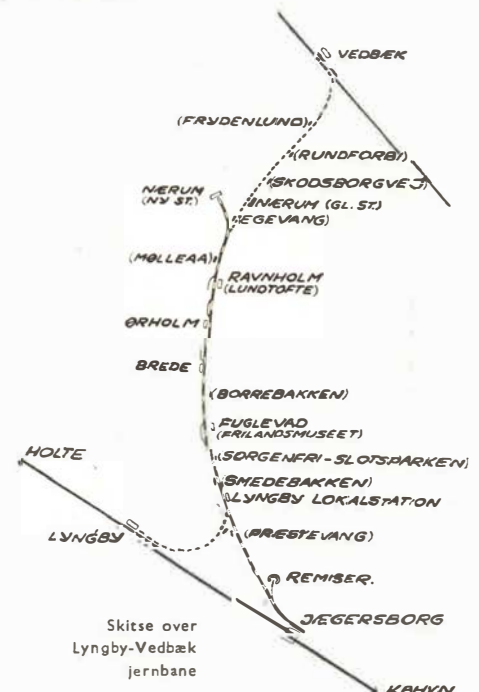 VEDBÆK
(FRYDENLUND)
(RUNDFORBI)
(SKODSBORGVEJ)
NÆRUM
(NY ST.)
(NÆRUM (GL. ST.)
(EGEVANG)
(MØLLEAA)
RAVNHOLM
(LUNDTOFTE)
ØRHOLM
BREDE
(BORREBAKKEN)
FUGLEVAD
(FRILANDSMUSEET)
HOLTE
(SORGENFRI-SLOTSPARKEN)
(SMEDEBAKKEN)
LYNGBY LOKALSTATION
LYNGBY
(PRÆSTEVANG)
REMISER.
JÆGERSBORG
Skitse over
Lyngby-Vedbæk
jernbane
KBHVN